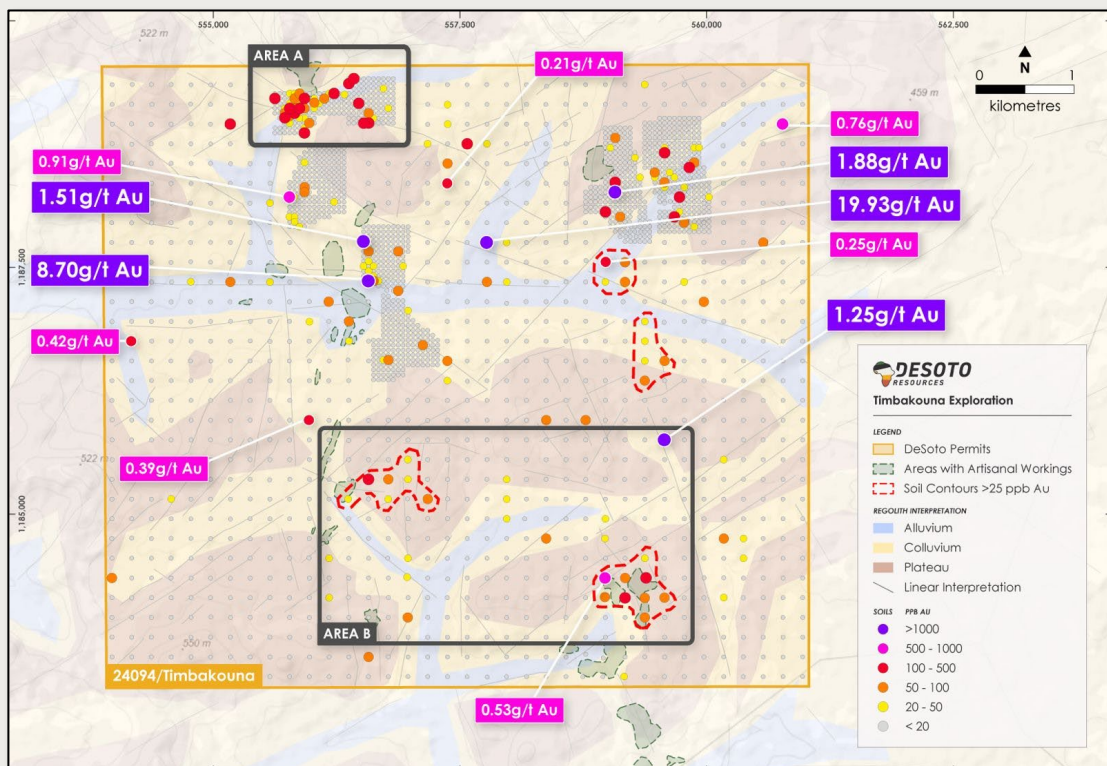 555,000
557,500
560,000
562,500
522 m
AREA A
0.21g/t Au
N
0 1
kilometres
459 m
0.76g/t Au
0.91g/t Au
1.88g/t Au
1.51g/t Au
19.93g/t Au
0.25g/t Au
1,187,500
8.70g/t Au
1.25g/t Au
0.42g/t Au
DESOTO
RESOURCES
Timbakouna Exploration
LEGEND
DeSoto Permits
Areas with Artisanal Workings
Soil Contours >25 ppb Au
REGOLITH INTERPRETATION
Alluvium
Colluvium
Plateau
Linear Interpretation
SOILS PPB AU
>1000
500 - 1000
100 - 500
50 - 100
20 - 50
< 20
522 m
0.39g/t Au
1,185,000
AREA B
550 m
24094/Timbakouna
0.53g/t Au